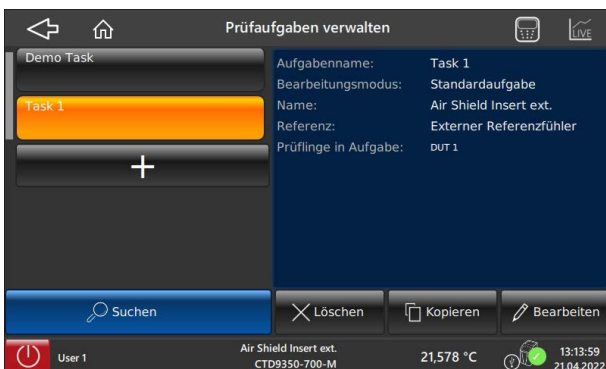 Prüfaufgaben verwalten
LIVE
Demo Task
Task 1
+
Aufgabenname: Task 1
Bearbeitungsmodus: Standardaufgabe
Name: Air Shield Insert ext.
Referenz: Externer Referenzfühler
Prüflinge in Aufgabe: DUT 1
Suchen
Löschen
Kopieren
Bearbeiten
User 1
Air Shield Insert ext.
CTD9350-700-M
21,578 °C
13:13:59
21.04.2022